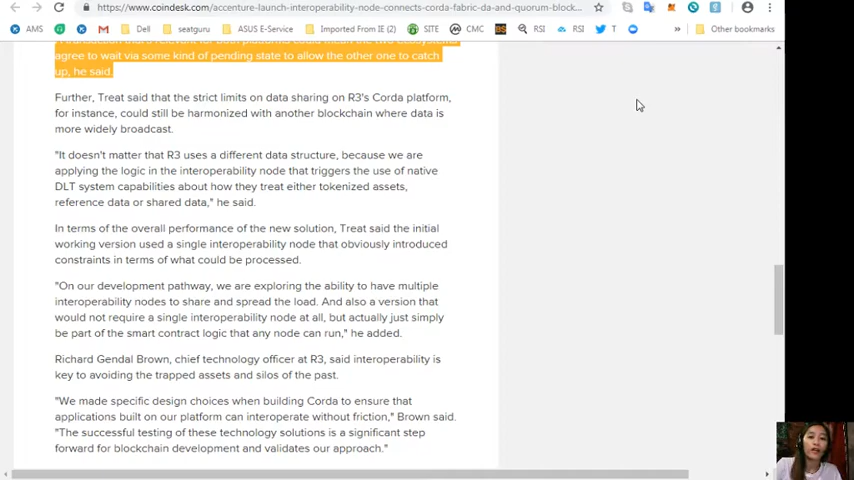 https://www.coindesk.com/accenture-launch-interoperability-node-connects-corda-fabric-da-and-quorum-block...
AMS Dell seatguru ASUS E-Service Imported From IE (2) SITE CMC RSI RSI T Other bookmarks
agree to wait via some kind of pending state to allow the other one to catch
up, he said.
Further, Treat said that the strict limits on data sharing on R3's Corda platform,
for instance, could still be harmonized with another blockchain where data is
more widely broadcast.
"It doesn't matter that R3 uses a different data structure, because we are
applying the logic in the interoperability node that triggers the use of native
DLT system capabilities about how they treat either tokenized assets,
reference data or shared data," he said.
In terms of the overall performance of the new solution, Treat said the initial
working version used a single interoperability node that obviously introduced
constraints in terms of what could be processed.
"On our development pathway, we are exploring the ability to have multiple
interoperability nodes to share and spread the load. And also a version that
would not require a single interoperability node at all, but actually just simply
be part of the smart contract logic that any node can run," he added.
Richard Gendal Brown, chief technology officer at R3, said interoperability is
key to avoiding the trapped assets and silos of the past.
"We made specific design choices when building Corda to ensure that
applications built on our platform can interoperate without friction," Brown said.
"The successful testing of these technology solutions is a significant step
forward for blockchain development and validates our approach."